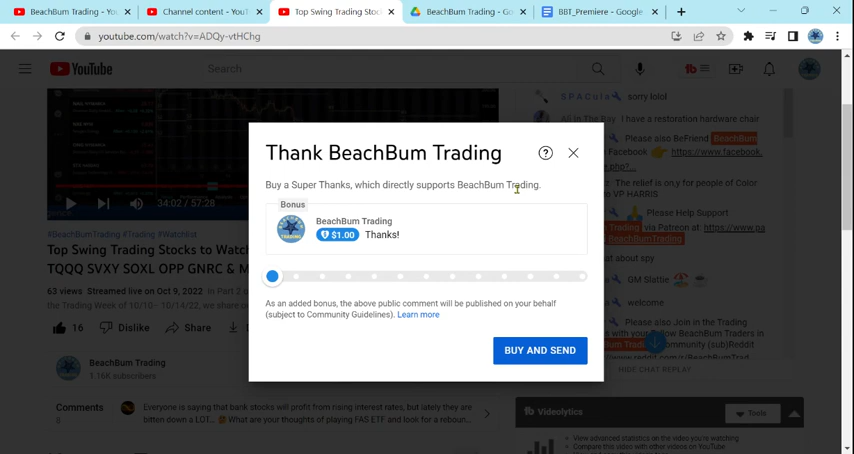 BeachBum Trading - You
Channel content - YouT
Top Swing Trading Stoc
BeachBum Trading - Go
BBT_Premiere - Google
youtube.com/watch?v=ADQy-vtHChg
YouTube
Search
SPACula sorry lolol
I have a restoration hardware chair
Please also BeFriend BeachBum
Facebook https://www.facebook.
php?...
The relief is only for people of Color
VP HARRIS
Please Help Support
Trading via Patreon at: https://www.pa
BeachBumTrading
about spy
GM Slattie
welcome
Please also Join in the Trading
with your Fellow BeachBum Traders in
Community (sub)Reddit
HIDE CHAT REPLAY
34:02 / 57:28
#BeachBumTrading #Trading #Watchlist
Top Swing Trading Stocks to Watch
TQQQ SVXY SOXL OPP GNRC & M
63 views Streamed live on Oct 9, 2022 In Part 2
the Trading Week of 10/10- 10/14/22, we share
16 Dislike Share
BeachBum Trading
1.16K subscribers
Comments
6
Everyone is saying that bank stocks will profit from rising interest rates, but lately they are
bitten down a LOT... What are your thoughts of playing FAS ETF and look for a reboun...
Thank BeachBum Trading
Buy a Super Thanks, which directly supports BeachBum Trading.
Bonus
BeachBum Trading
$1.00 Thanks!
As an added bonus, the above public comment will be published on your behalf
(subject to Community Guidelines). Learn more
BUY AND SEND
Videolytics
Tools
View advanced statistics on the video you're watching
Compare this video with other videos on YouTube